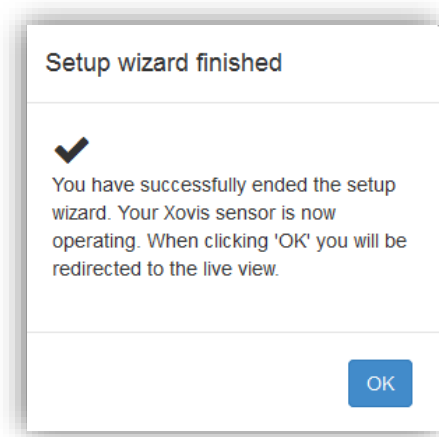 Setup wizard finished
You have successfully ended the setup
wizard. Your Xovis sensor is now
operating. When clicking 'OK' you will be
redirected to the live view.
OK